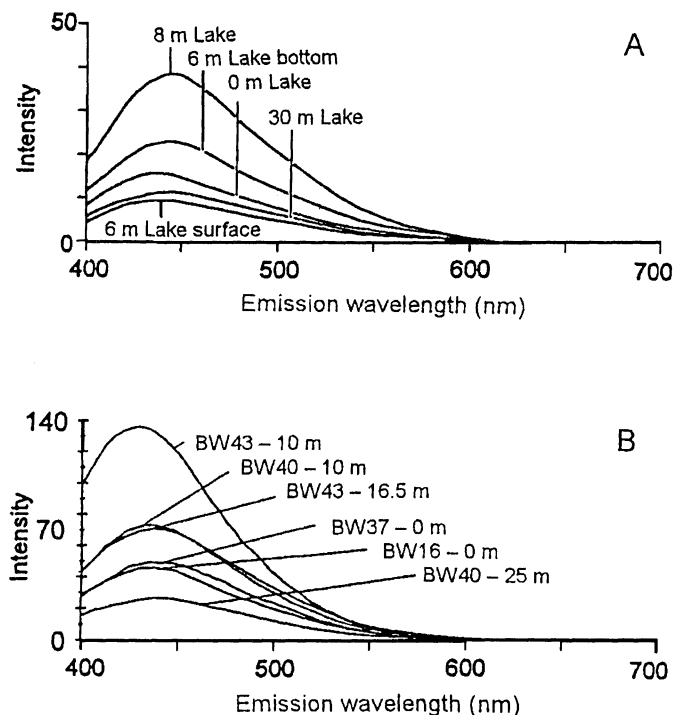 A
50
8 m Lake
6 m Lake bottom
0 m Lake
30 m Lake
Intensity
6 m Lake surface
0
400
500
600
700
Emission wavelength (nm)
B
140
BW43 – 10 m
BW40 – 10 m
BW43 – 16.5 m
70
BW37 – 0 m
BW16 – 0 m
BW40 – 25 m
Intensity
0
400
500
600
700
Emission wavelength (nm)